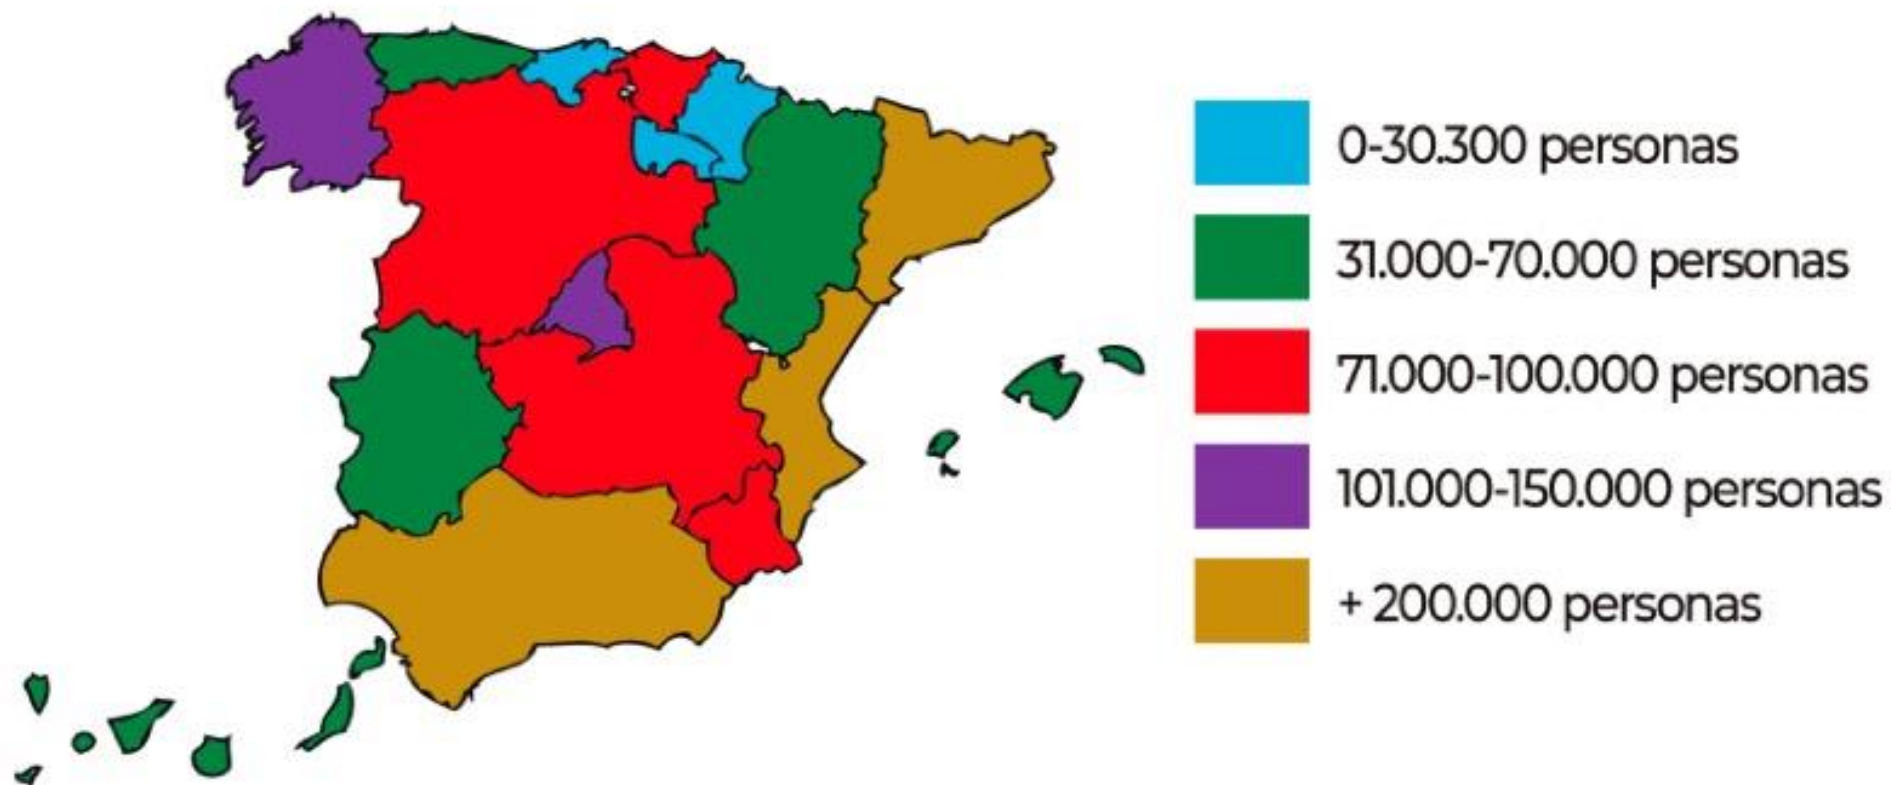 0-30.300 personas
31.000-70.000 personas
71.000-100.000 personas
101.000-150.000 personas
+ 200.000 personas